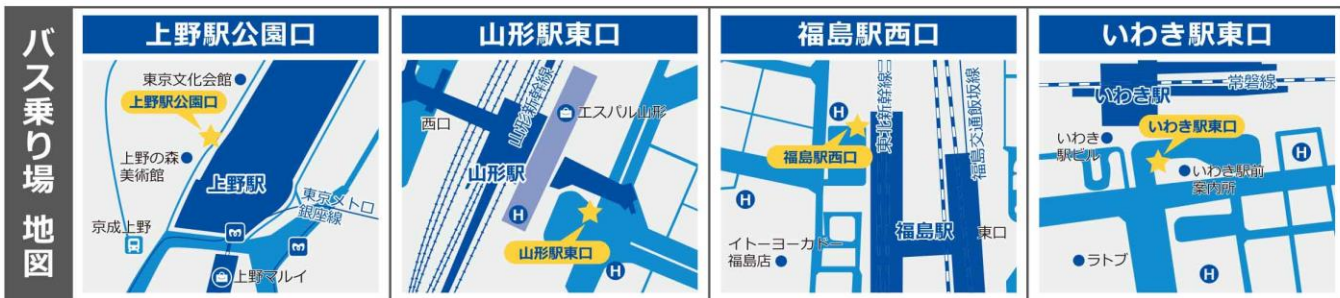 バス乗り場 地図
上野駅公園口
東京文化会館
上野駅公園口
上野の森
美術館
上野駅
東京メトロ
銀座線
京成上野
上野マルイ
山形駅東口
山形新幹線
西口
エスパル山形
山形駅
H
山形駅東口
H
福島駅西口
H
東北新幹線
福島交通飯坂線
福島駅西口
H
福島駅
東口
イトーヨーカドー
福島店
いわき駅東口
常磐線
いわき駅
いわき
駅ビル
いわき駅東口
H
いわき駅前
案内所
ラトブ
H